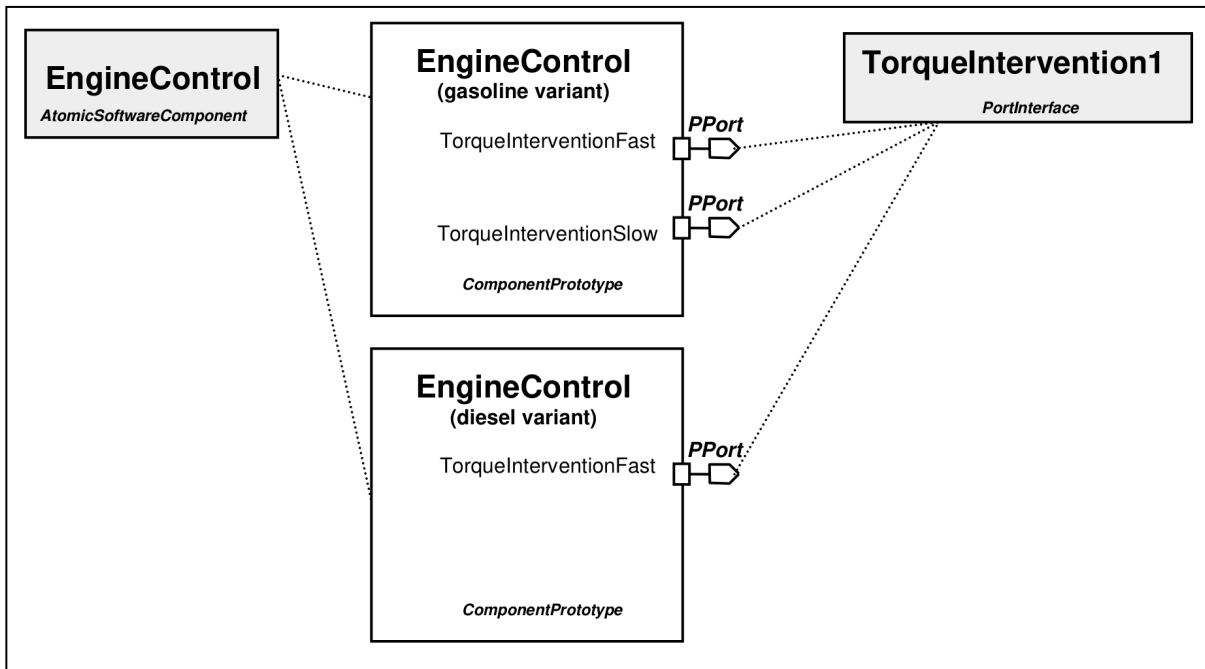 EngineControl
AtomicSoftwareComponent
EngineControl
(gasoline variant)
TorqueInterventionFast
PPort
TorqueInterventionSlow
PPort
ComponentPrototype
TorqueIntervention1
PortInterface
EngineControl
(diesel variant)
TorqueInterventionFast
PPort
ComponentPrototype